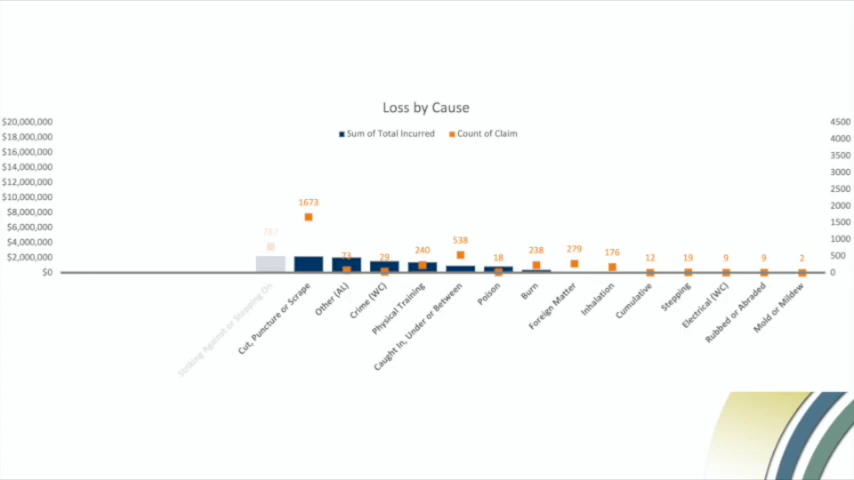 Loss by Cause
Sum of Total Incurred Count of Claim
$20,000,000
$18,000,000
$16,000,000
$14,000,000
$12,000,000
$10,000,000
$8,000,000
$6,000,000
$4,000,000
$2,000,000
$0
4500
4000
3500
3000
2500
2000
1500
1000
500
0
1673
73
29
240
538
18
238
279
176
12
19
9
9
2
Striking Against or Stepping On
Cut, Puncture or Scrape
Other (AL)
Crime (WC)
Physical Training
Caught In, Under or Between
Poison
Burn
Foreign Matter
Inhalation
Cumulative
Stepping
Electrical (WC)
Rubbed or Abraded
Mold or Mildew